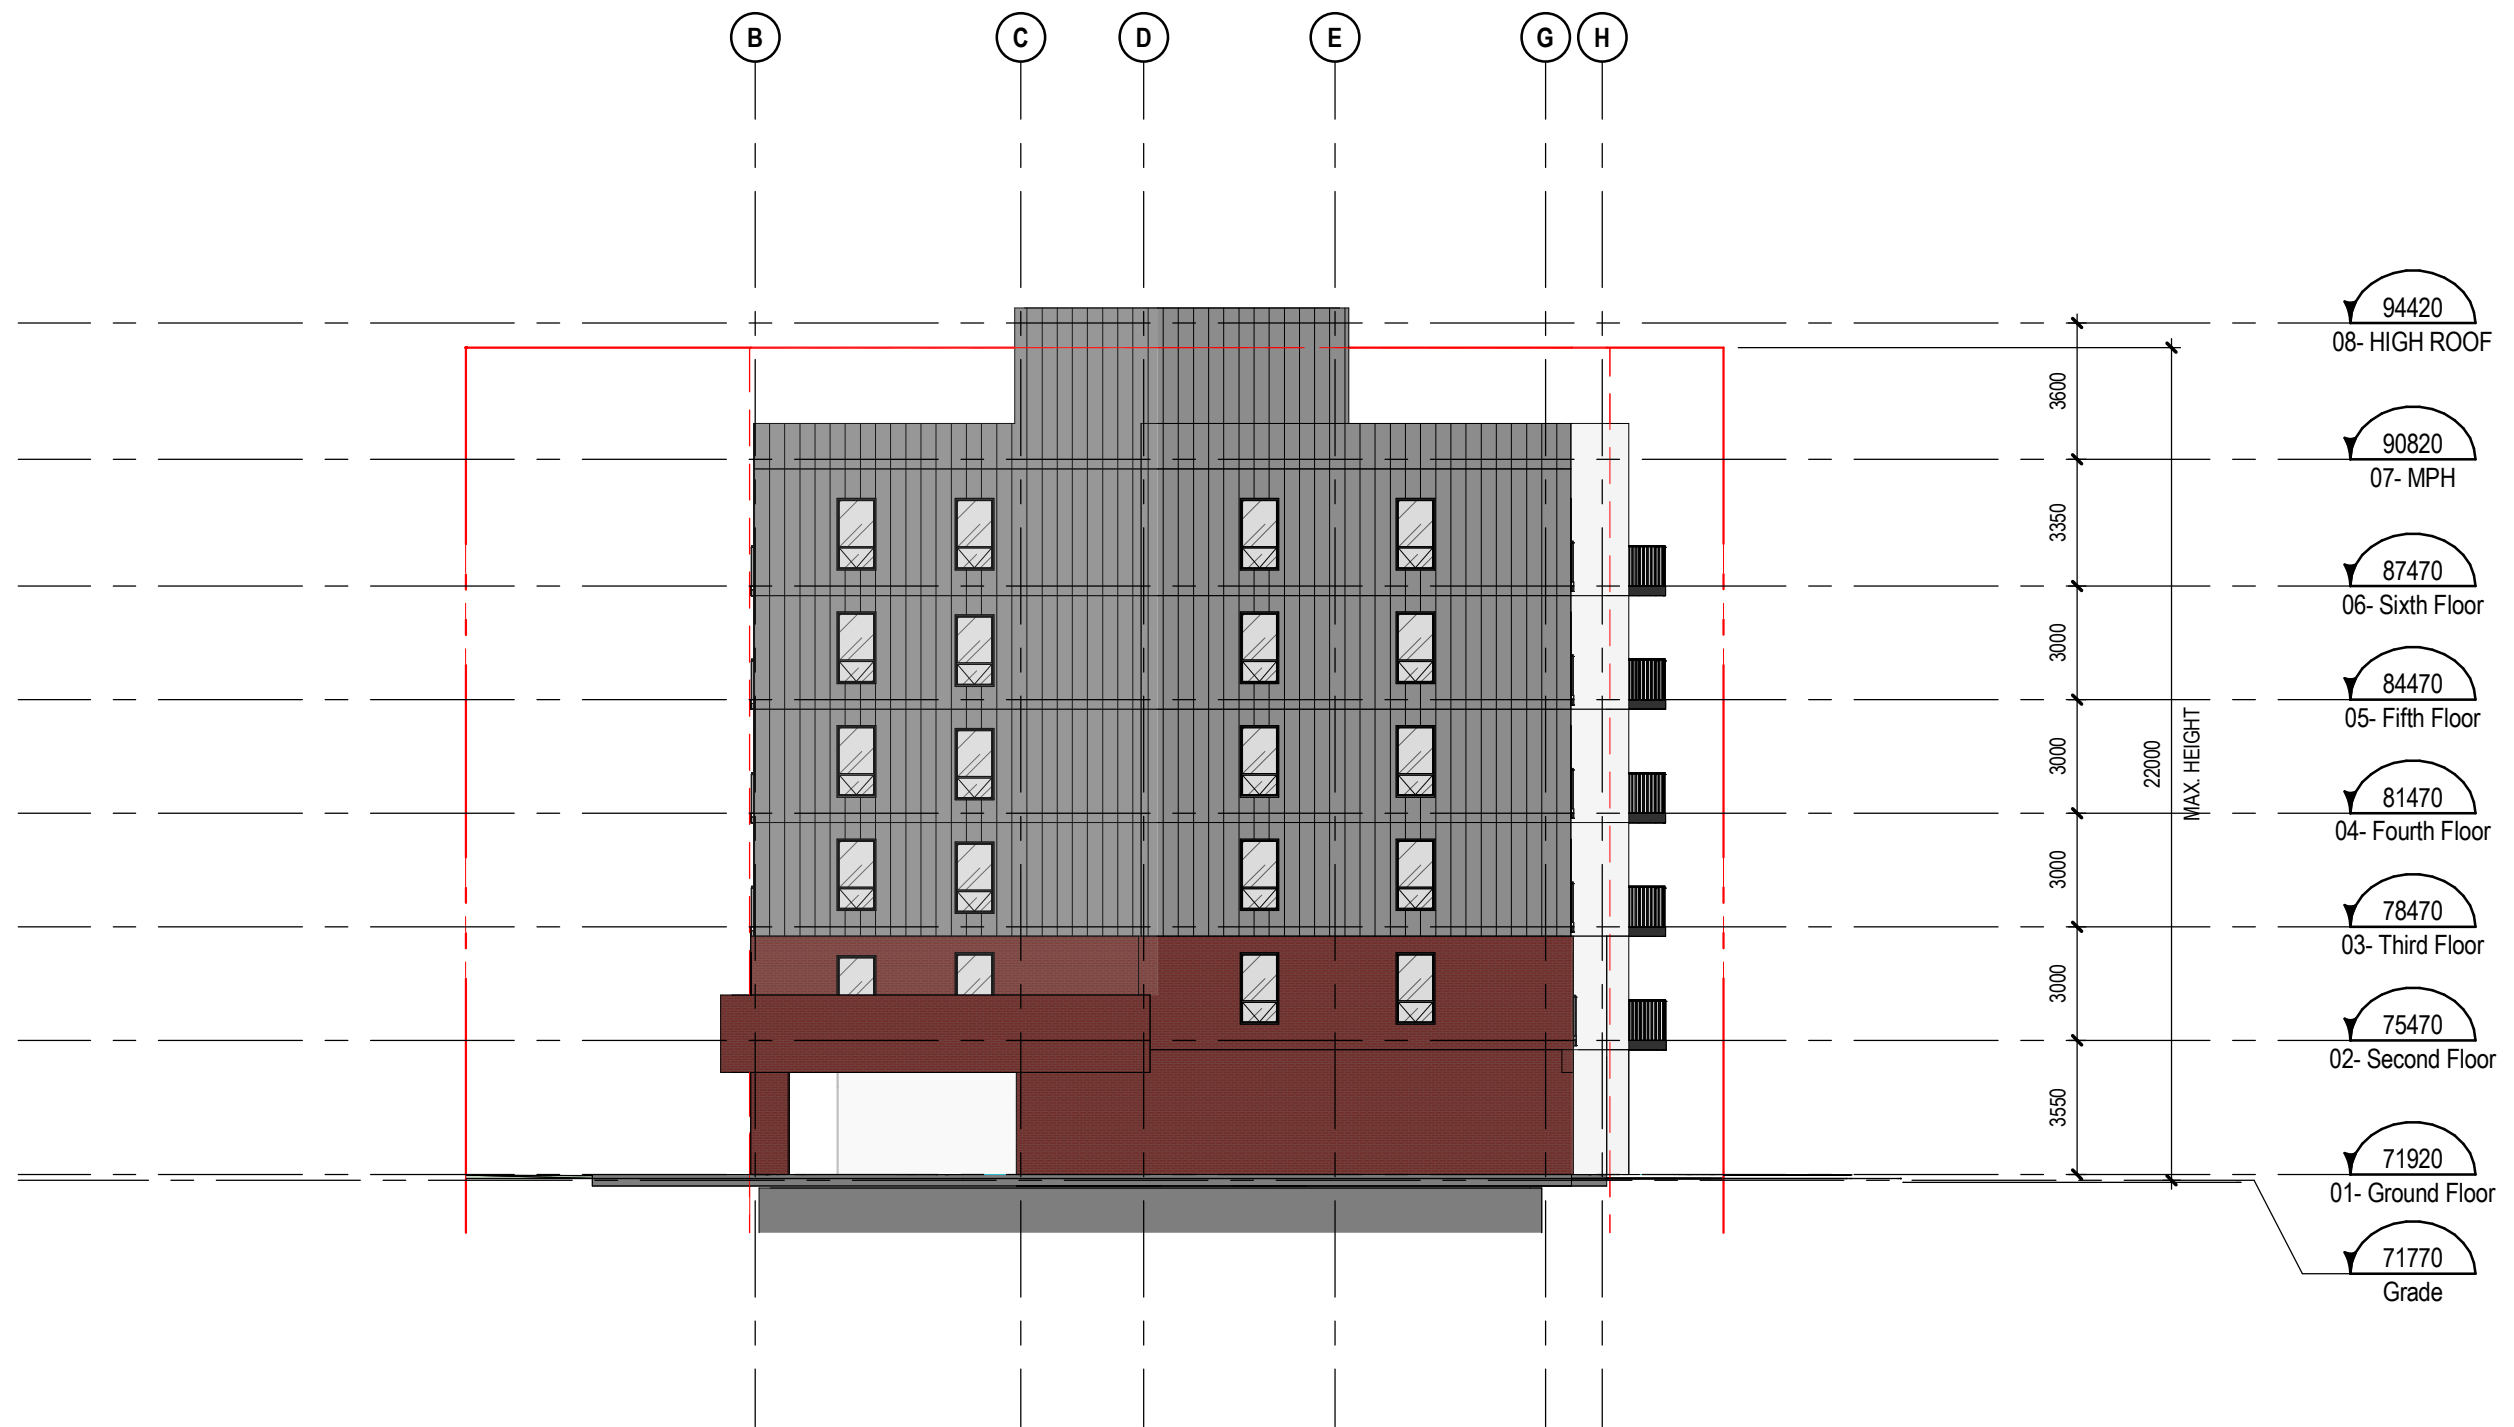 B C D E G H
94420
08- HIGH ROOF
3600
90820
07- MPH
3350
87470
06- Sixth Floor
3000
84470
05- Fifth Floor
3000
22000
MAX. HEIGHT
81470
04- Fourth Floor
3000
78470
03- Third Floor
3000
75470
02- Second Floor
3550
71920
01- Ground Floor
71770
Grade